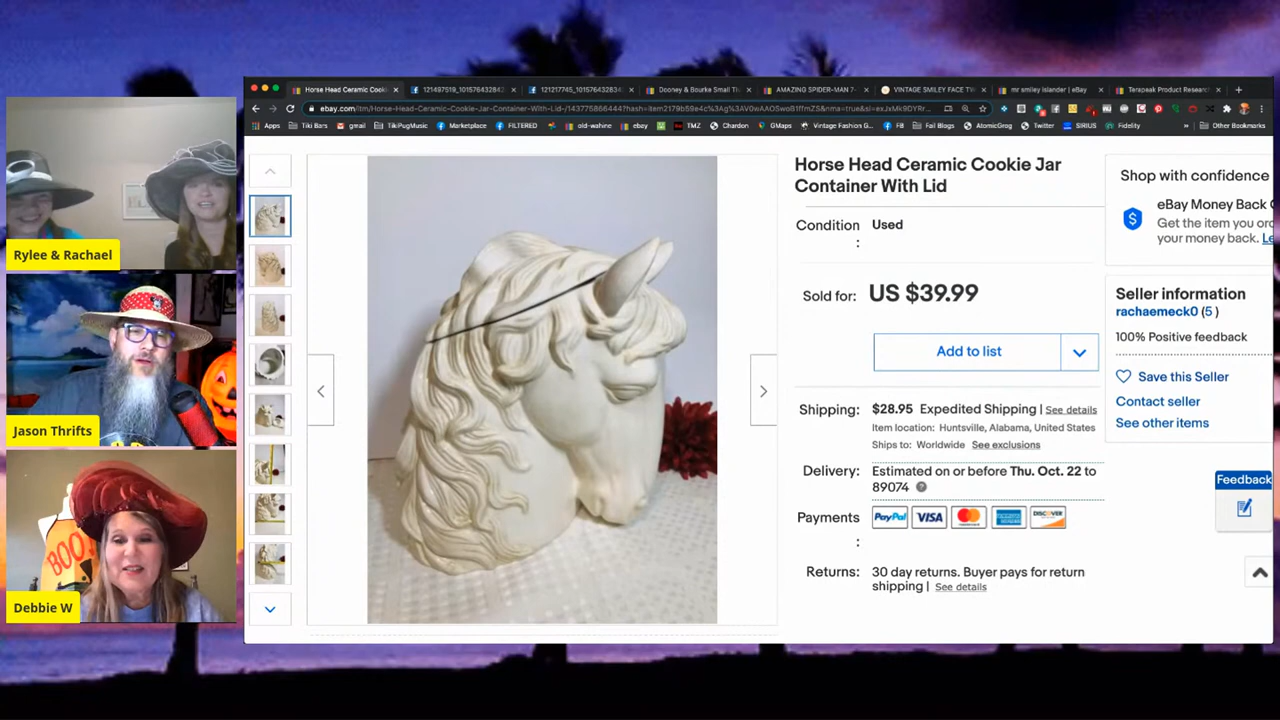 Horse Head Ceramic Cookie
121497519_10157643284
121217745_1015764328
Dooney & Bourke Small T
AMAZING SPIDER-MAN 7
VINTAGE SMILEY FACE TW
mr smiley islander | eBay
Terapeak Product Research
Apps
Tiki Bars
gmail
TikiPugMusic
Marketplace
FILTERED
old-wahine
ebay
TMZ
Chardon
GMaps
Vintage Fashion G...
FB
Fail Blogs
AtomicGrog
Twitter
SIRIUS
Fidelity
»
Other Bookmarks
Horse Head Ceramic Cookie Jar
Container With Lid
Condition
:
Used
Sold for:
US $39.99
Add to list
Shipping:
$28.95 Expedited Shipping | See details
Item location: Huntsville, Alabama, United States
Ships to: Worldwide See exclusions
Delivery:
Estimated on or before Thu. Oct. 22 to
89074
Payments
:
PayPal
VISA
MasterCard
DISCOVER
Returns:
30 day returns. Buyer pays for return
shipping | See details
Shop with confidence
eBay Money Back
Get the item you
your money back.
Seller information
rachaemeck0 (5 )
100% Positive feedback
Save this Seller
Contact seller
See other items
Feedback
Rylee & Rachael
Jason Thrifts
BOO!
Debbie W